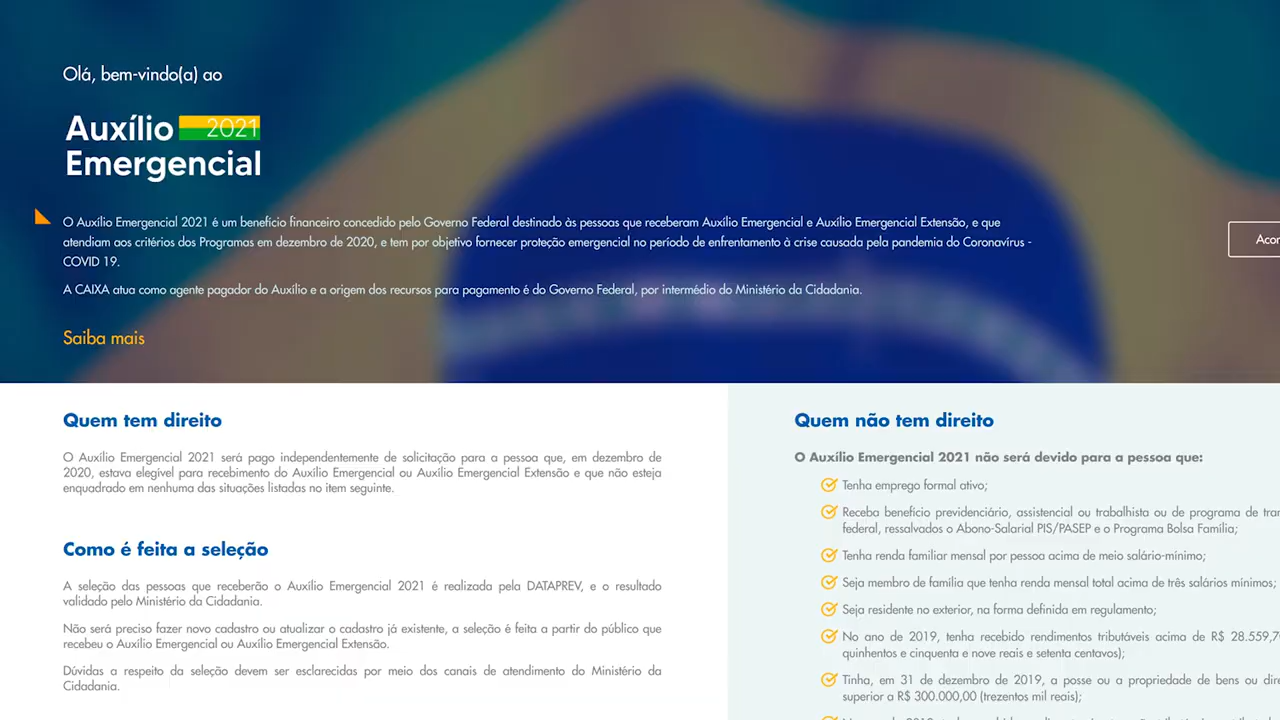 Olá, bem-vindo(a) ao
Auxílio 2021
Emergencial
O Auxílio Emergencial 2021 é um benefício financeiro concedido pelo Governo Federal destinado às pessoas que receberam Auxílio Emergencial e Auxílio Emergencial Extensão, e que
atendiam aos critérios dos Programas em dezembro de 2020, e tem por objetivo fornecer proteção emergencial no período de enfrentamento à crise causada pela pandemia do Coronavírus -
COVID 19.
A CAIXA atua como agente pagador do Auxílio e a origem dos recursos para pagamento é do Governo Federal, por intermédio do Ministério da Cidadania.
Saiba mais
Quem tem direito
O Auxílio Emergencial 2021 será pago independentemente de solicitação para a pessoa que, em dezembro de
2020, estava elegível para recebimento do Auxílio Emergencial ou Auxílio Emergencial Extensão e que não esteja
enquadrado em nenhuma das situações listadas no item seguinte.
Como é feita a seleção
A seleção das pessoas que receberão o Auxílio Emergencial 2021 é realizada pela DATAPREV, e o resultado
validado pelo Ministério da Cidadania.
Não será preciso fazer novo cadastro ou atualizar o cadastro já existente, a seleção é feita a partir do público que
recebeu o Auxílio Emergencial ou Auxílio Emergencial Extensão.
Dúvidas a respeito da seleção devem ser esclarecidas por meio dos canais de atendimento do Ministério da
Cidadania.
Quem não tem direito
O Auxílio Emergencial 2021 não será devido para a pessoa que:
Tenha emprego formal ativo;
Receba benefício previdenciário, assistencial ou trabalhista ou de programa de
federal, ressalvados o Abono-Salarial PIS/PASEP e o Programa Bolsa Família;
Tenha renda familiar mensal por pessoa acima de meio salário-mínimo;
Seja membro de família que tenha renda mensal total acima de três salários mínimos;
Seja residente no exterior, na forma definida em regulamento;
No ano de 2019, tenha recebido rendimentos tributáveis acima de R$
quinhentos e cinquenta e nove reais e setenta centavos);
Tinha, em 31 de dezembro de 2019, a posse ou a propriedade de bens ou
superior a R$ 300.000,00 (trezentos mil reais);